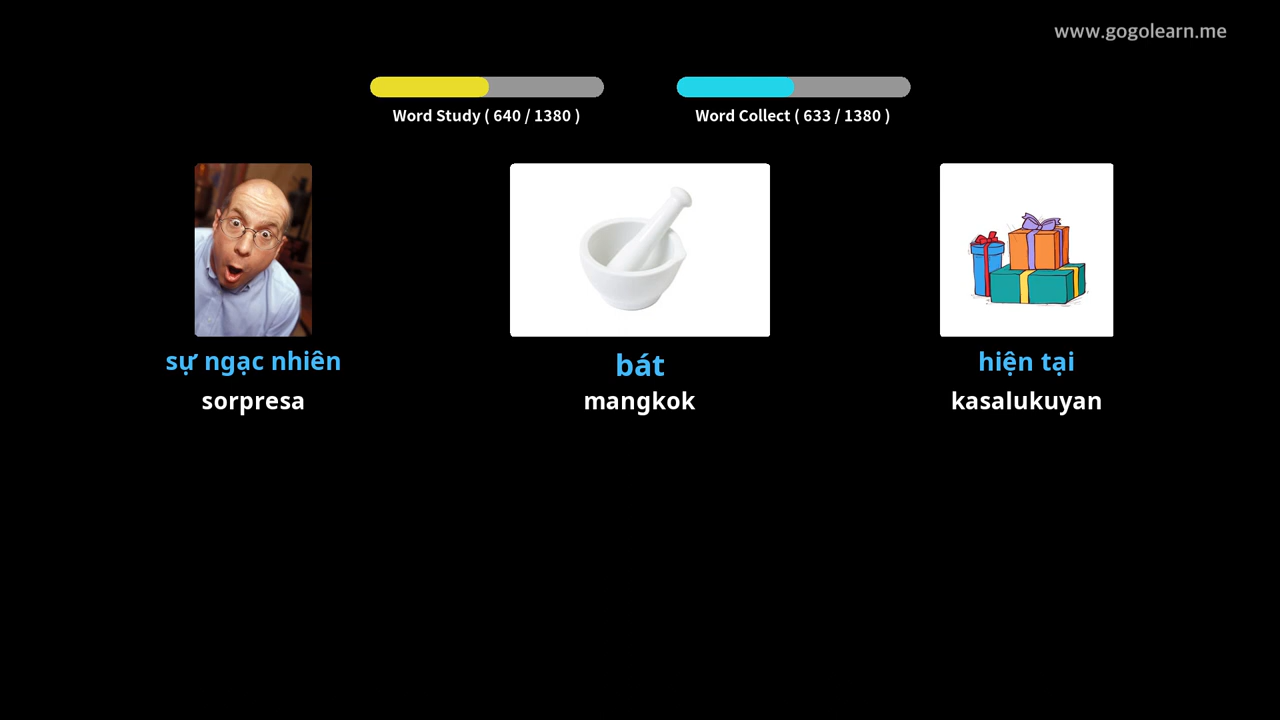 www.gogolearn.me
Word Study ( 640 / 1380 )
Word Collect ( 633 / 1380 )
sự ngạc nhiên
sorpresa
bát
mangkok
hiện tại
kasalukuyan